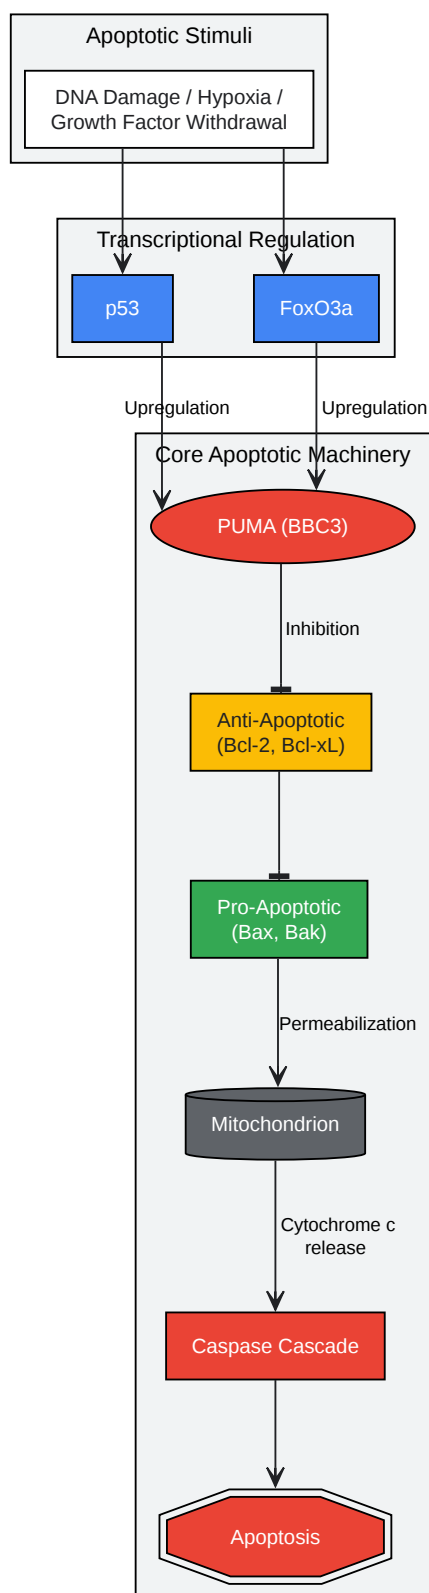 Apoptotic Stimuli
DNA Damage / Hypoxia /
Growth Factor Withdrawal
Transcriptional Regulation
p53
FoxO3a
Upregulation
Upregulation
Core Apoptotic Machinery
PUMA (BBC3)
Inhibition
Anti-Apoptotic
(Bcl-2, Bcl-xL)
Pro-Apoptotic
(Bax, Bak)
Permeabilization
Mitochondrion
Cytochrome c
release
Caspase Cascade
Apoptosis